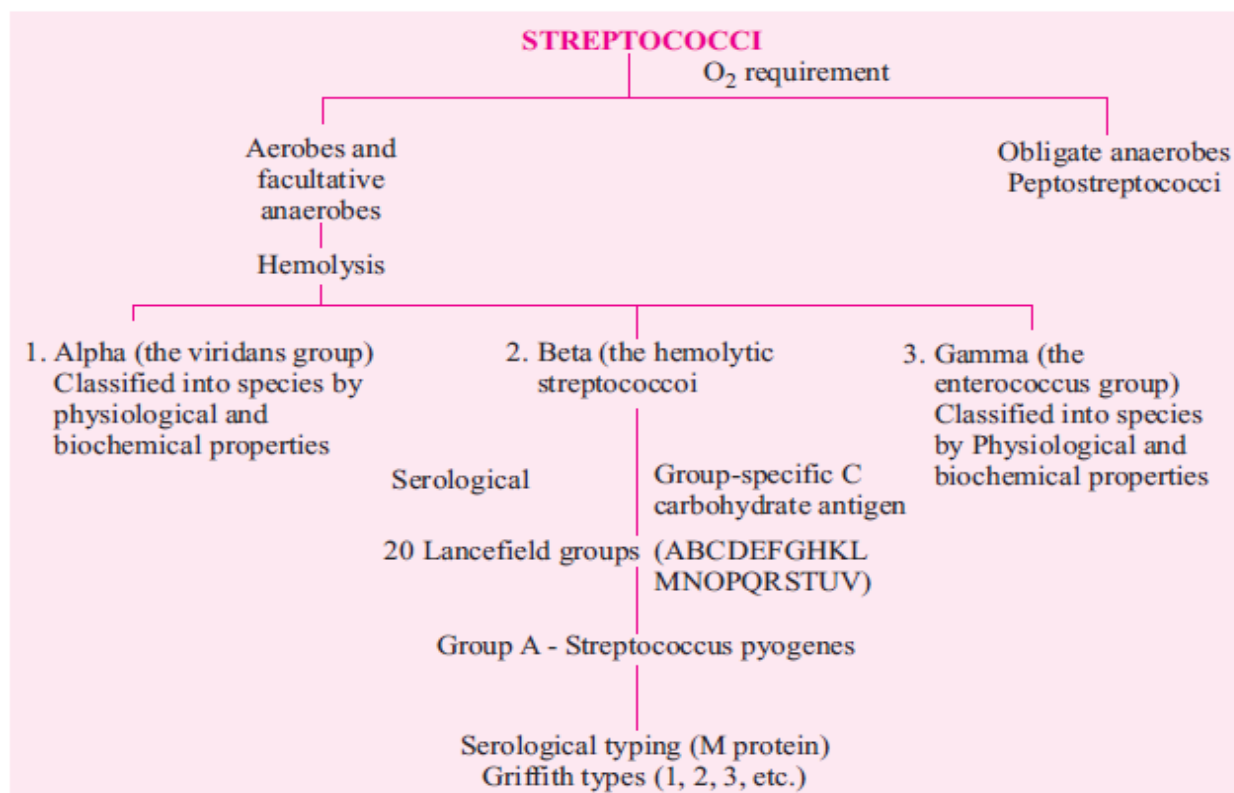 STREPTOCOCCI
O2 requirement
Aerobes and
facultative
anaerobes
Obligate anaerobes
Peptostreptococci
Hemolysis
1. Alpha (the viridans group)
Classified into species by
physiological and
biochemical properties
2. Beta (the hemolytic
streptococcoi
3. Gamma (the
enterococcus group)
Classified into species
by Physiological and
biochemical properties
Serological
Group-specific C
carbohydrate antigen
20 Lancefield groups
(ABCDEFGHKL
MNOPQRSTUV)
Group A - Streptococcus pyogenes
Serological typing (M protein)
Griffith types (1, 2, 3, etc.)